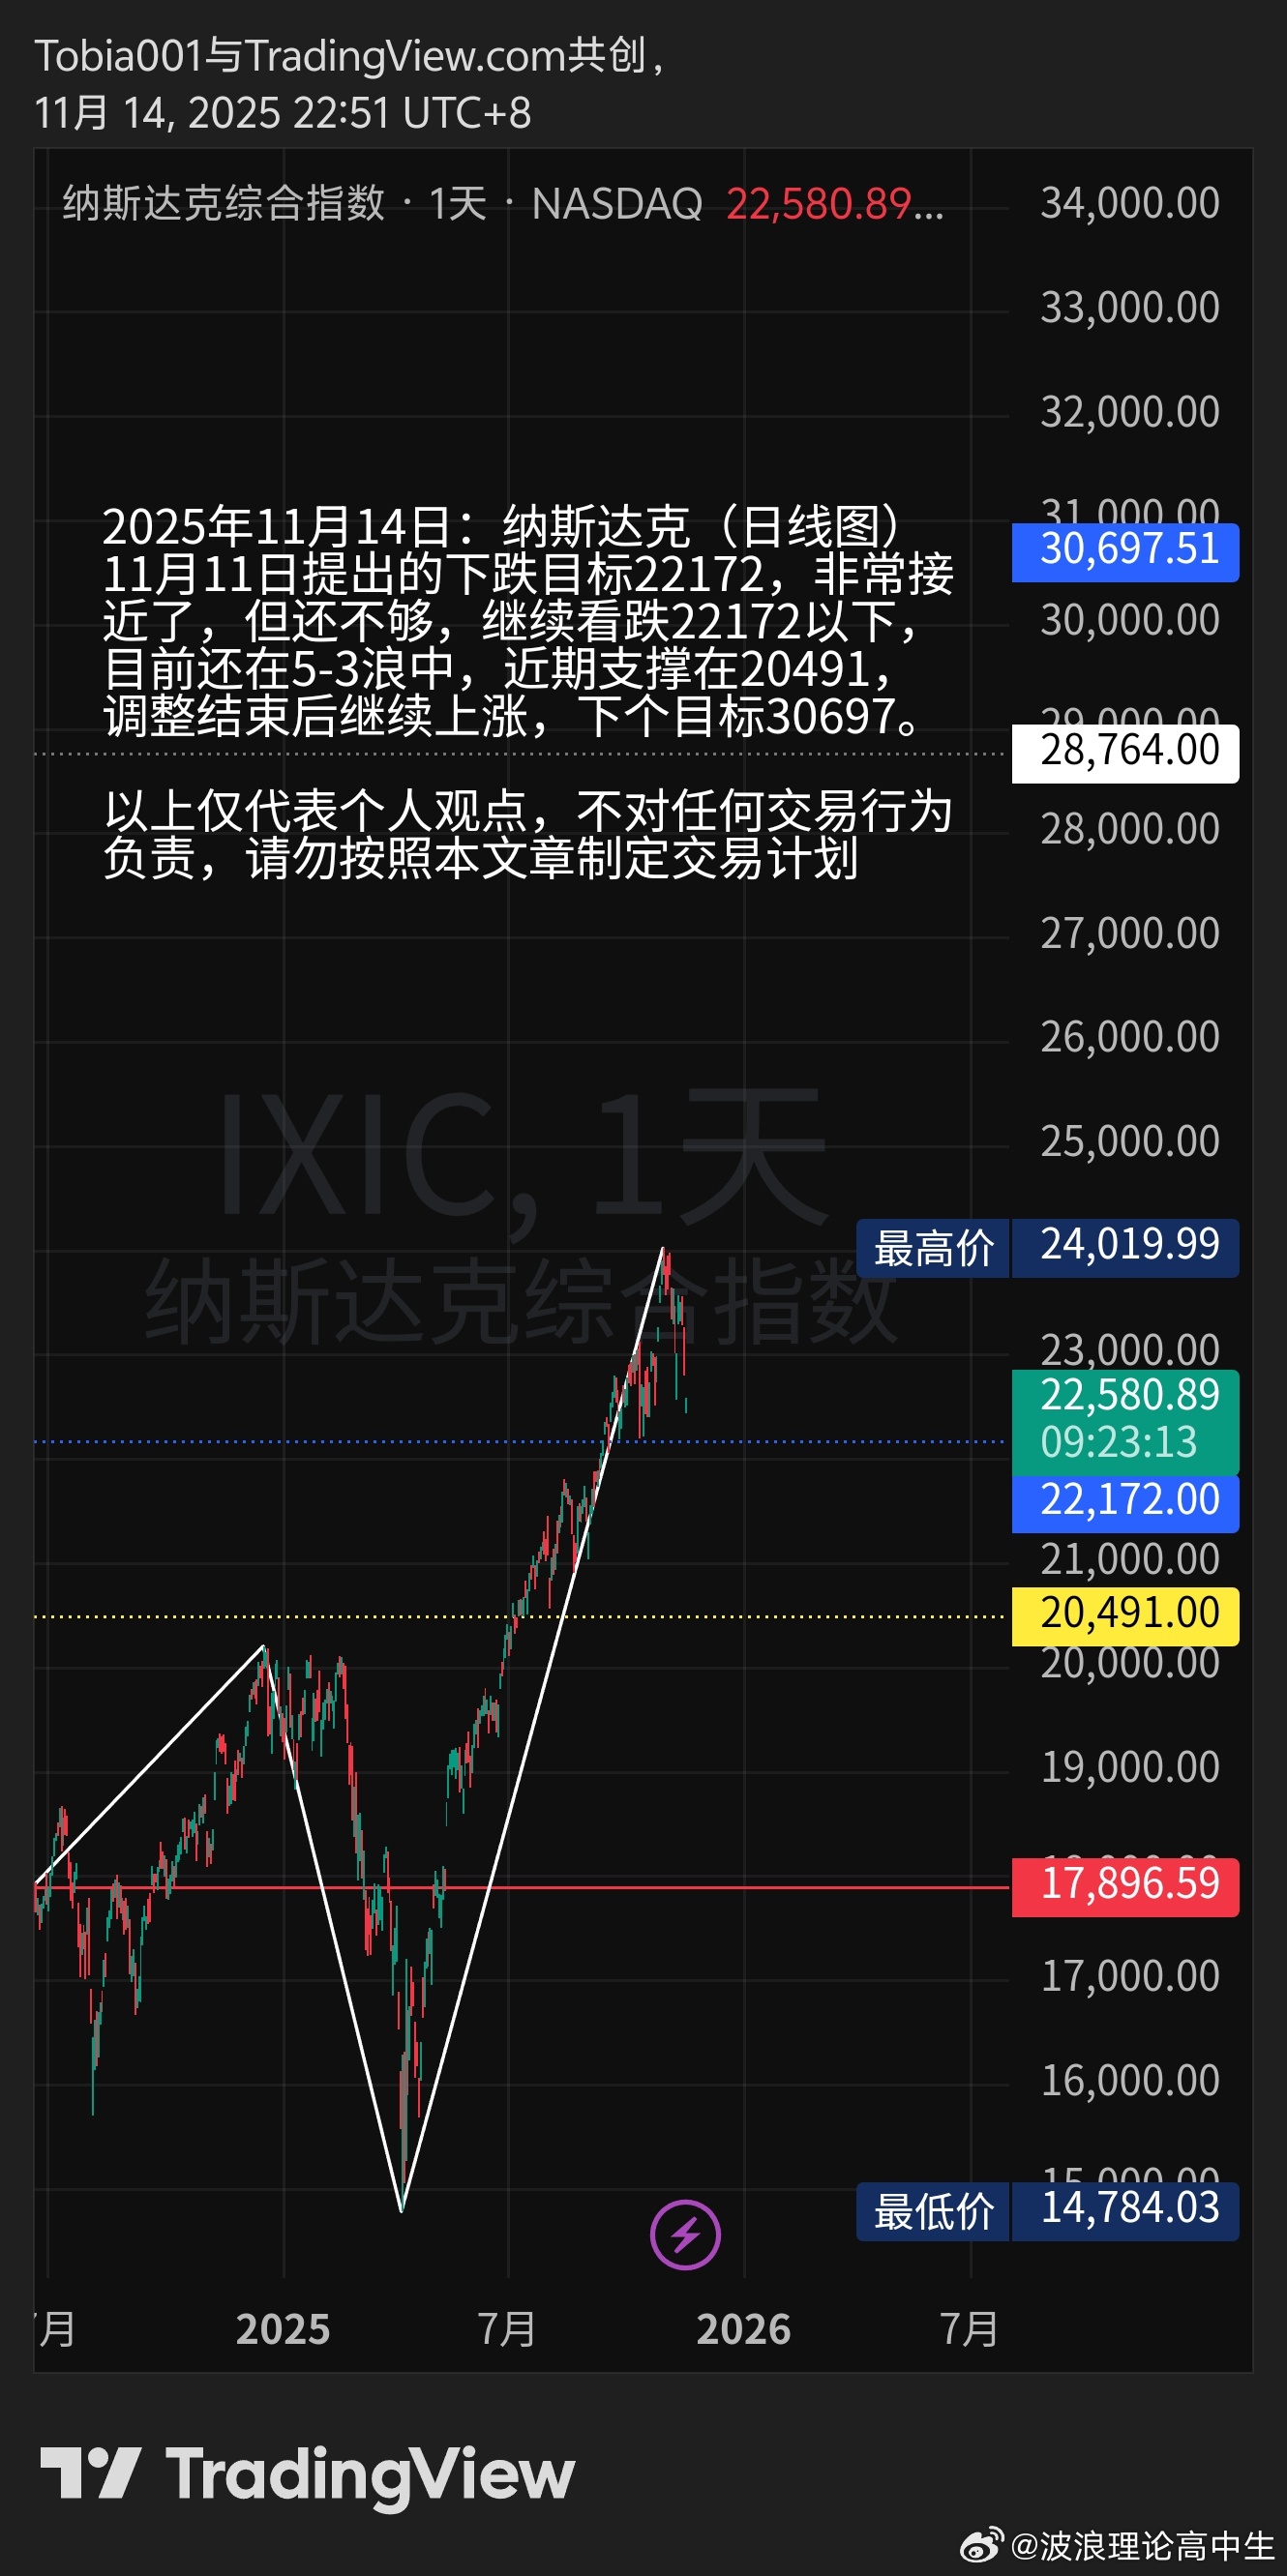 Tobia001与TradingView.com共创，
11月 14, 2025 22:51 UTC+8
纳斯达克综合指数 · 1天 · NASDAQ 22,580.89...
34,000.00
33,000.00
32,000.00
31,000.00
30,697.51
30,000.00
29,000.00
28,764.00
28,000.00
27,000.00
26,000.00
25,000.00
2025年11月14日：纳斯达克（日线图）
11月11日提出的下跌目标22172，非常接
近了，但还不够，继续看跌22172以下，
目前还在5-3浪中，近期支撑在20491，
调整结束后继续上涨，下个目标30697。
以上仅代表个人观点，不对任何交易行为
负责，请勿按照本文章制定交易计划
IXIC, 1天
纳斯达克综合指数
最高价 24,019.99
23,000.00
22,580.89
09:23:13
22,172.00
21,000.00
20,491.00
20,000.00
19,000.00
17,896.59
17,000.00
16,000.00
15,000.00
最低价 14,784.03
7月 2025 7月 2026 7月
TradingView
@波浪理论高中生